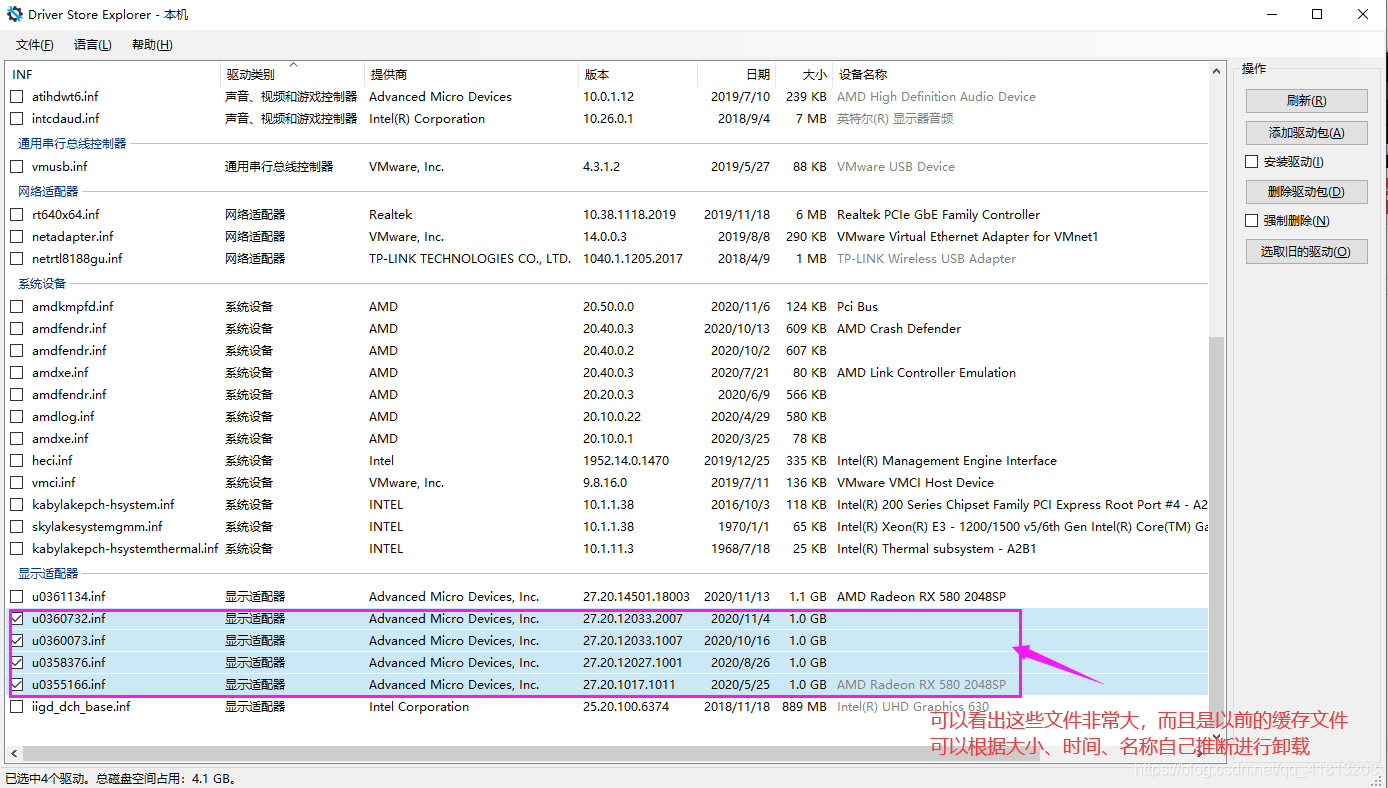 Driver Store Explorer - 本机
文件(F) 语言(L) 帮助(H)
INF 驱动类别 提供商 版本 日期 大小 设备名称
atihdwt6.inf 声音、视频和游戏控制器 Advanced Micro Devices 10.0.1.12 2019/7/10 239 KB AMD High Definition Audio Device
intcdaud.inf 声音、视频和游戏控制器 Intel(R) Corporation 10.26.0.1 2018/9/4 7 MB 英特尔(R) 显示器音频
通用串行总线控制器
vmusb.inf 通用串行总线控制器 VMware, Inc. 4.3.1.2 2019/5/27 88 KB VMware USB Device
网络适配器
rt640x64.inf 网络适配器 Realtek 10.38.1118.2019 2019/11/18 6 MB Realtek PCIe GbE Family Controller
netadapter.inf 网络适配器 VMware, Inc. 14.0.0.3 2019/8/8 290 KB VMware Virtual Ethernet Adapter for VMnet1
netrtl8188gu.inf 网络适配器 TP-LINK TECHNOLOGIES CO., LTD. 1040.1.1205.2017 2018/4/9 1 MB TP-LINK Wireless USB Adapter
系统设备
amdkmpfd.inf 系统设备 AMD 20.50.0.0 2020/11/6 124 KB Pci Bus
amdfendr.inf 系统设备 AMD 20.40.0.3 2020/10/13 609 KB AMD Crash Defender
amdfendr.inf 系统设备 AMD 20.40.0.2 2020/10/2 607 KB
amdxe.inf 系统设备 AMD 20.40.0.3 2020/7/21 80 KB AMD Link Controller Emulation
amdfendr.inf 系统设备 AMD 20.20.0.3 2020/6/9 566 KB
amdlog.inf 系统设备 AMD 20.10.0.22 2020/4/29 580 KB
amdxe.inf 系统设备 AMD 20.10.0.1 2020/3/25 78 KB
heci.inf 系统设备 Intel 1952.14.0.1470 2019/12/25 335 KB Intel(R) Management Engine Interface
vmci.inf 系统设备 VMware, Inc. 9.8.16.0 2019/7/11 136 KB VMware VMCI Host Device
kabylakepch-hsystem.inf 系统设备 INTEL 10.1.1.38 2016/10/3 118 KB Intel(R) 200 Series Chipset Family PCI Express Root Port #4 - A2
skylakesystemgmm.inf 系统设备 INTEL 10.1.1.38 1970/1/1 65 KB Intel(R) Xeon(R) E3 - 1200/1500 v5/6th Gen Intel(R) Core(TM) Ga
kabylakepch-hsystemthermal.inf 系统设备 INTEL 10.1.11.3 1968/7/18 25 KB Intel(R) Thermal subsystem - A2B1
显示适配器
u0361134.inf 显示适配器 Advanced Micro Devices, Inc. 27.20.14501.18003 2020/11/13 1.1 GB AMD Radeon RX 580 2048SP
u0360732.inf 显示适配器 Advanced Micro Devices, Inc. 27.20.12033.2007 2020/11/4 1.0 GB
u0360073.inf 显示适配器 Advanced Micro Devices, Inc. 27.20.12033.1007 2020/10/16 1.0 GB
u0358376.inf 显示适配器 Advanced Micro Devices, Inc. 27.20.12027.1001 2020/8/26 1.0 GB
u0355166.inf 显示适配器 Advanced Micro Devices, Inc. 27.20.1017.1011 2020/5/25 1.0 GB AMD Radeon RX 580 2048SP
iigd_dch_base.inf 显示适配器 Intel Corporation 25.20.100.6374 2018/11/18 889 MB Intel(R) UHD Graphics 630
可以看出这些文件非常大，而且是以前的缓存文件
可以根据大小、时间、名称自己推断进行卸载
操作
刷新(R)
添加驱动包(A)
安装驱动(I)
删除驱动包(D)
强制删除(N)
选取旧的驱动(O)
已选中4个驱动。总磁盘空间占用：4.1 GB。
https://blog.csdn.net/qq_41813208